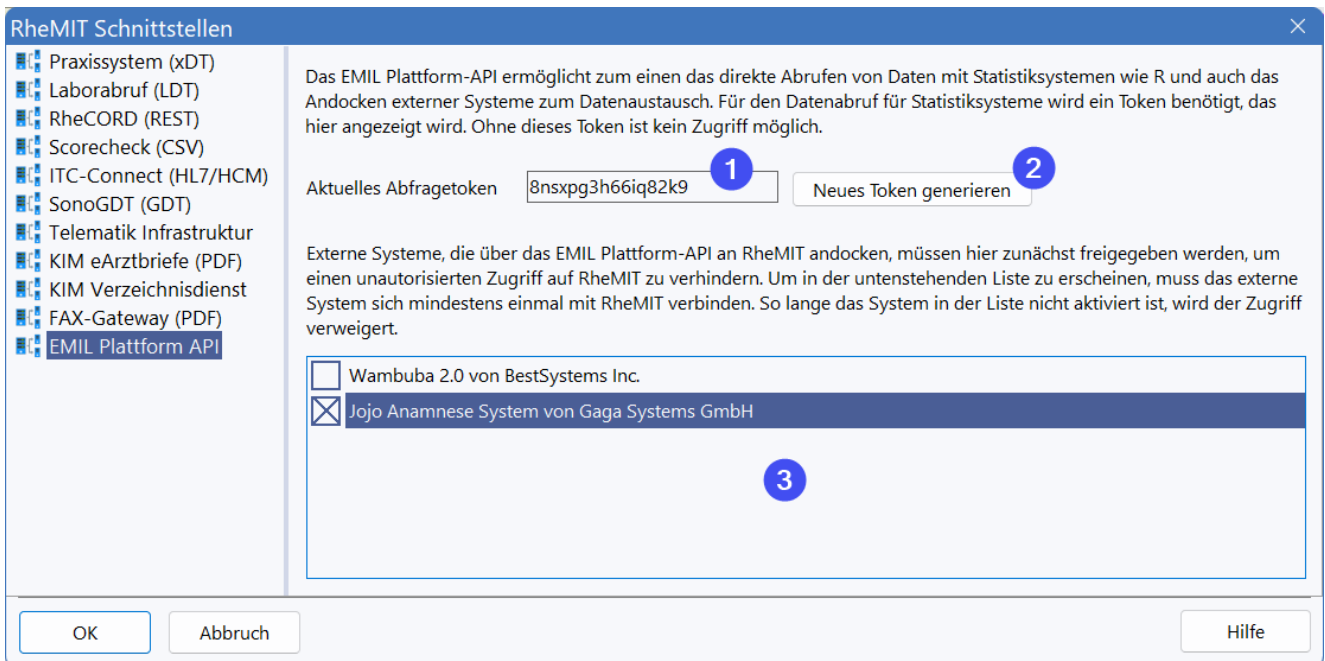 RheMIT Schnittstellen
Praxissystem (xDT)
Laborabruf (LDT)
RheCORD (REST)
Scorecheck (CSV)
ITC-Connect (HL7/HCM)
SonoGDT (GDT)
Telematik Infrastruktur
KIM eArztbriefe (PDF)
KIM Verzeichnisdienst
FAX-Gateway (PDF)
EMIL Plattform API
Das EMIL Plattform-API ermöglicht zum einen das direkte Abrufen von Daten mit Statistiksystemen wie R und auch das
Andocken externer Systeme zum Datenaustausch. Für den Datenabruf für Statistiksysteme wird ein Token benötigt, das
hier angezeigt wird. Ohne dieses Token ist kein Zugriff möglich.
1
2
Aktuelles Abfragetoken 8nsxpg3h66iq82k9 Neues Token generieren
Externe Systeme, die über das EMIL Plattform-API an RheMIT andocken, müssen hier zunächst freigegeben werden, um
einen unautorisierten Zugriff auf RheMIT zu verhindern. Um in der untenstehenden Liste zu erscheinen, muss das externe
System sich mindestens einmal mit RheMIT verbinden. So lange das System in der Liste nicht aktiviert ist, wird der Zugriff
verweigert.
Wambuba 2.0 von BestSystems Inc.
Jojo Anamnese System von Gaga Systems GmbH
3
OK Abbruch Hilfe